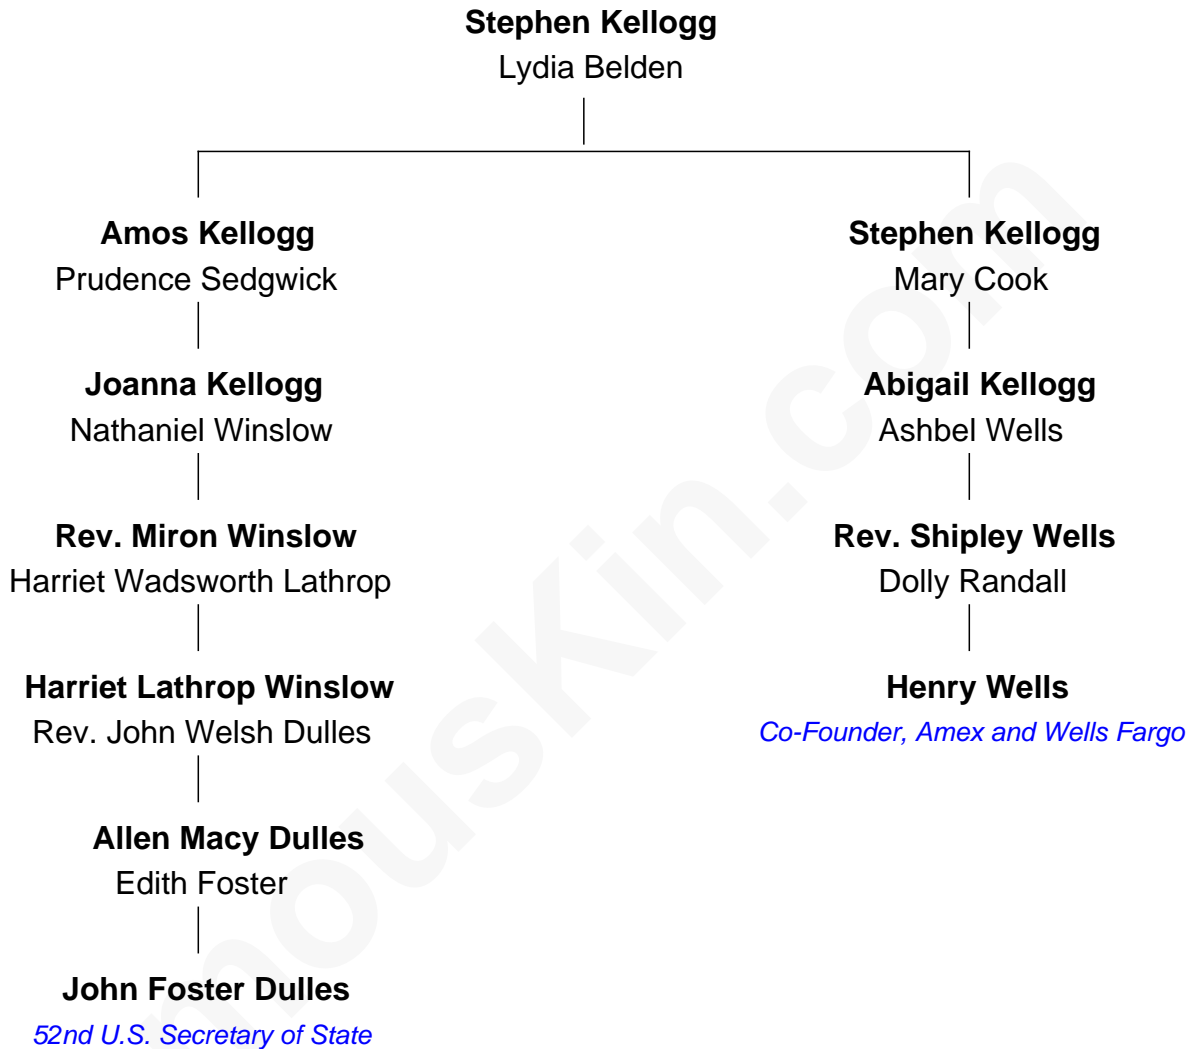 Stephen Kellogg
Lydia Belden
Amos Kellogg
Prudence Sedgwick
Stephen Kellogg
Mary Cook
Joanna Kellogg
Nathaniel Winslow
Abigail Kellogg
Ashbel Wells
Rev. Miron Winslow
Harriet Wadsworth Lathrop
Rev. Shipley Wells
Dolly Randall
Harriet Lathrop Winslow
Rev. John Welsh Dulles
Henry Wells
Co-Founder, Amex and Wells Fargo
Allen Macy Dulles
Edith Foster
John Foster Dulles
52nd U.S. Secretary of State
mousKin.com